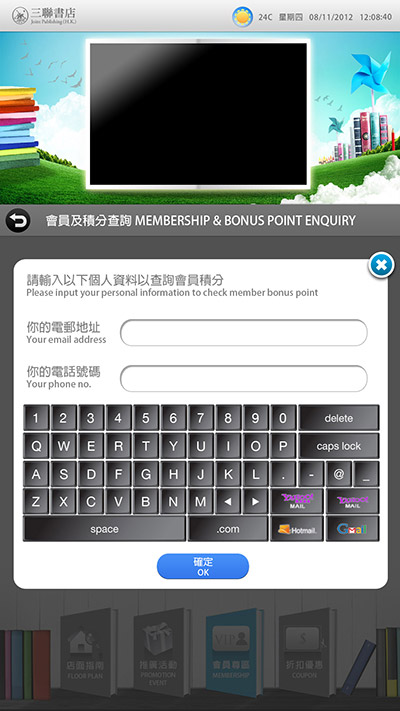 三聯書店
Joint Publishing (H.K.)
24C 星期四 08/11/2012 12:08:40
會員及積分查詢 MEMBERSHIP & BONUS POINT ENQUIRY
請輸入以下個人資料以查詢會員積分
Please input your personal information to check member bonus point
你的電郵地址
Your email address
你的電話號碼
Your phone no.
1 2 3 4 5 6 7 8 9 0 delete
Q W E R T Y U I O P caps lock
A S D F G H J K L . - @ _
Z X C V B N M ◄ ► YAHOO! MAIL YAHOO! MAIL
space .com Hotmail. Gmail
確定
OK
店舖指南 推廣活動 會員專區 折扣優惠
FLOOR PLAN PROMOTION EVENT MEMBERSHIP COUPON
VIP
$